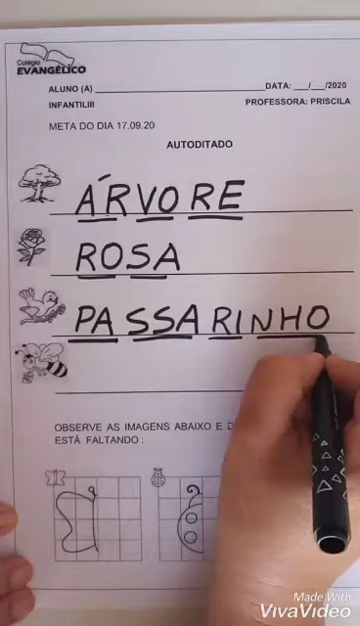 Colégio
EVANGÉLICO
ALUNO (A) DATA: __/__/2020
INFANTILIII PROFESSORA: PRISCILA
META DO DIA 17.09.20
AUTODITADO
ÁRVORE
ROSA
PASSARINHO
OBSERVE AS IMAGENS ABAIXO E
ESTÁ FALTANDO :
Made With
VivaVideo